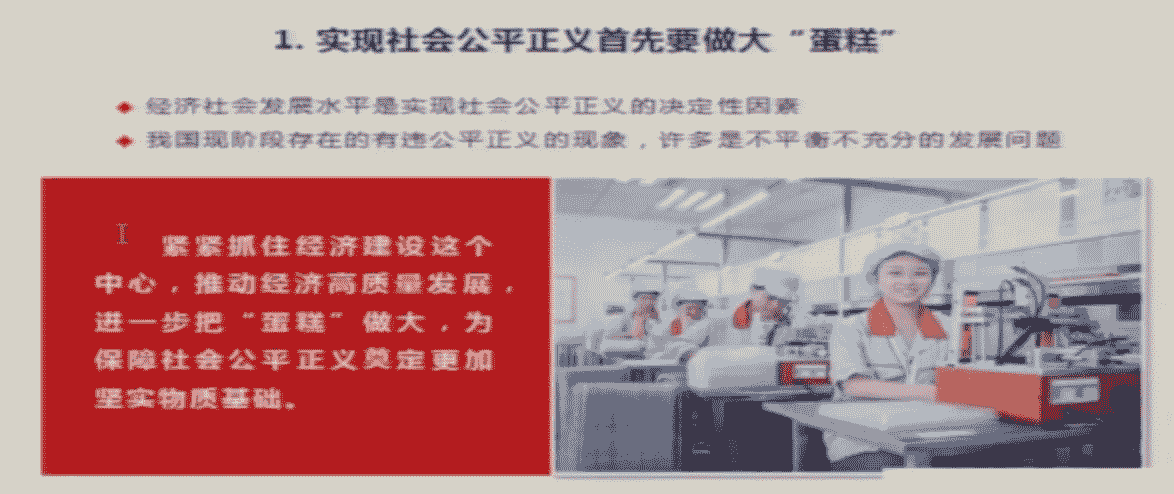 1. 实现社会公平正义首先要做大“蛋糕”
经济社会发展水平是实现社会公平正义的决定性因素
我国现阶段存在的有违公平正义的现象，许多是不平衡不充分的发展问题
紧紧抓住经济建设这个
中心，推动经济高质量发展，
进一步把“蛋糕”做大，为
保障社会公平正义奠定更加
坚实物质基础。